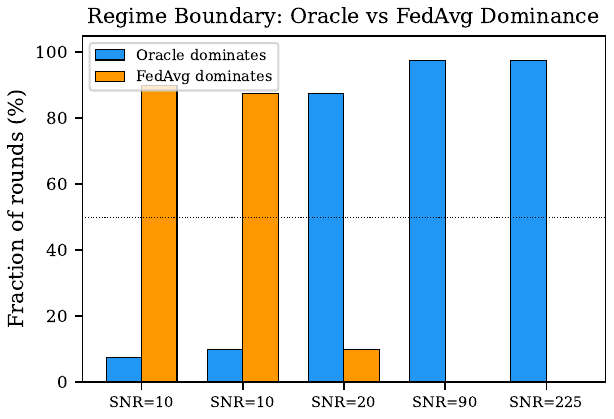 Regime Boundary: Oracle vs FedAvg Dominance
Oracle dominates
FedAvg dominates
Fraction of rounds (%)
100
80
60
40
20
0
SNR=10
SNR=10
SNR=20
SNR=90
SNR=225